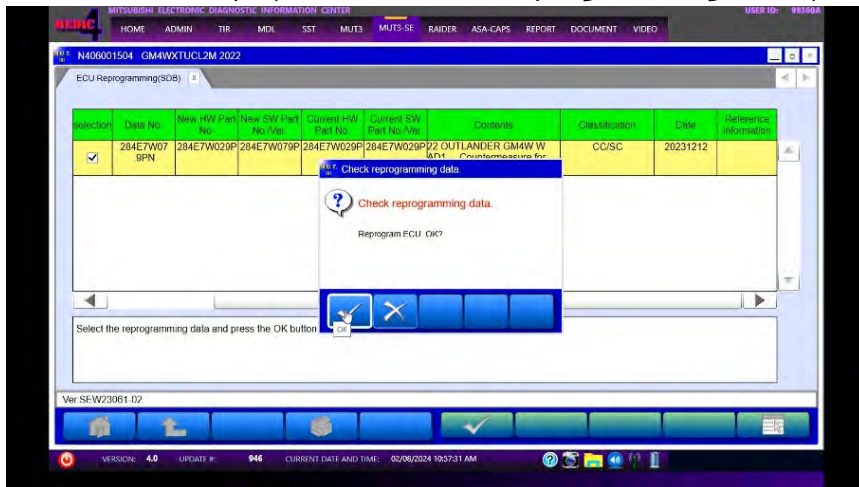 MITSUBISHI ELECTRONIC DIAGNOSTIC INFORMATION CENTER
USER ID: 99360A
MEDIC4
HOME ADMIN TIR MDL SST MUT3 MUT3-SE RAIDER ASA-CAPS REPORT DOCUMENT VIDEO
N406001504 GM4WXTUCL2M 2022
ECU Reprogramming(SDB)
selection Data No. New HW Part No. New SW Part No./Ver. Current HW Part No. Current SW Part No./Ver. Contents Classification Date Reference information
284E7W07.9PN 284E7W029P 284E7W079P 284E7W029P 284E7W029P 22 OUTLANDER GM4W W CC/SC 20231212
AD1 Countermeasure for
Check reprogramming data.
Check reprogramming data.
Reprogram ECU. OK?
OK
Select the reprogramming data and press the OK button
Ver SEW23061-02
VERSION: 4.0 UPDATE #: 946 CURRENT DATE AND TIME: 02/06/2024 10:57:31 AM